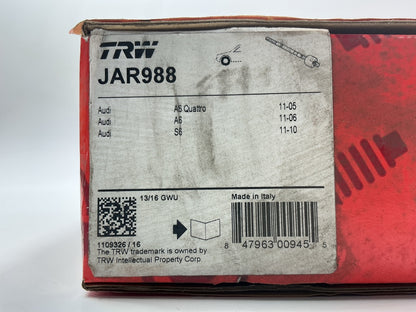 TRW
JAR988
Audi A6 Quattro 11-05
Audi A6 11-06
Audi S6 11-10
13/16 GWU
Made in Italy
1109326 / 16
The TRW trademark is owned by
TRW Intellectual Property Corp.
8 47963 00945 5